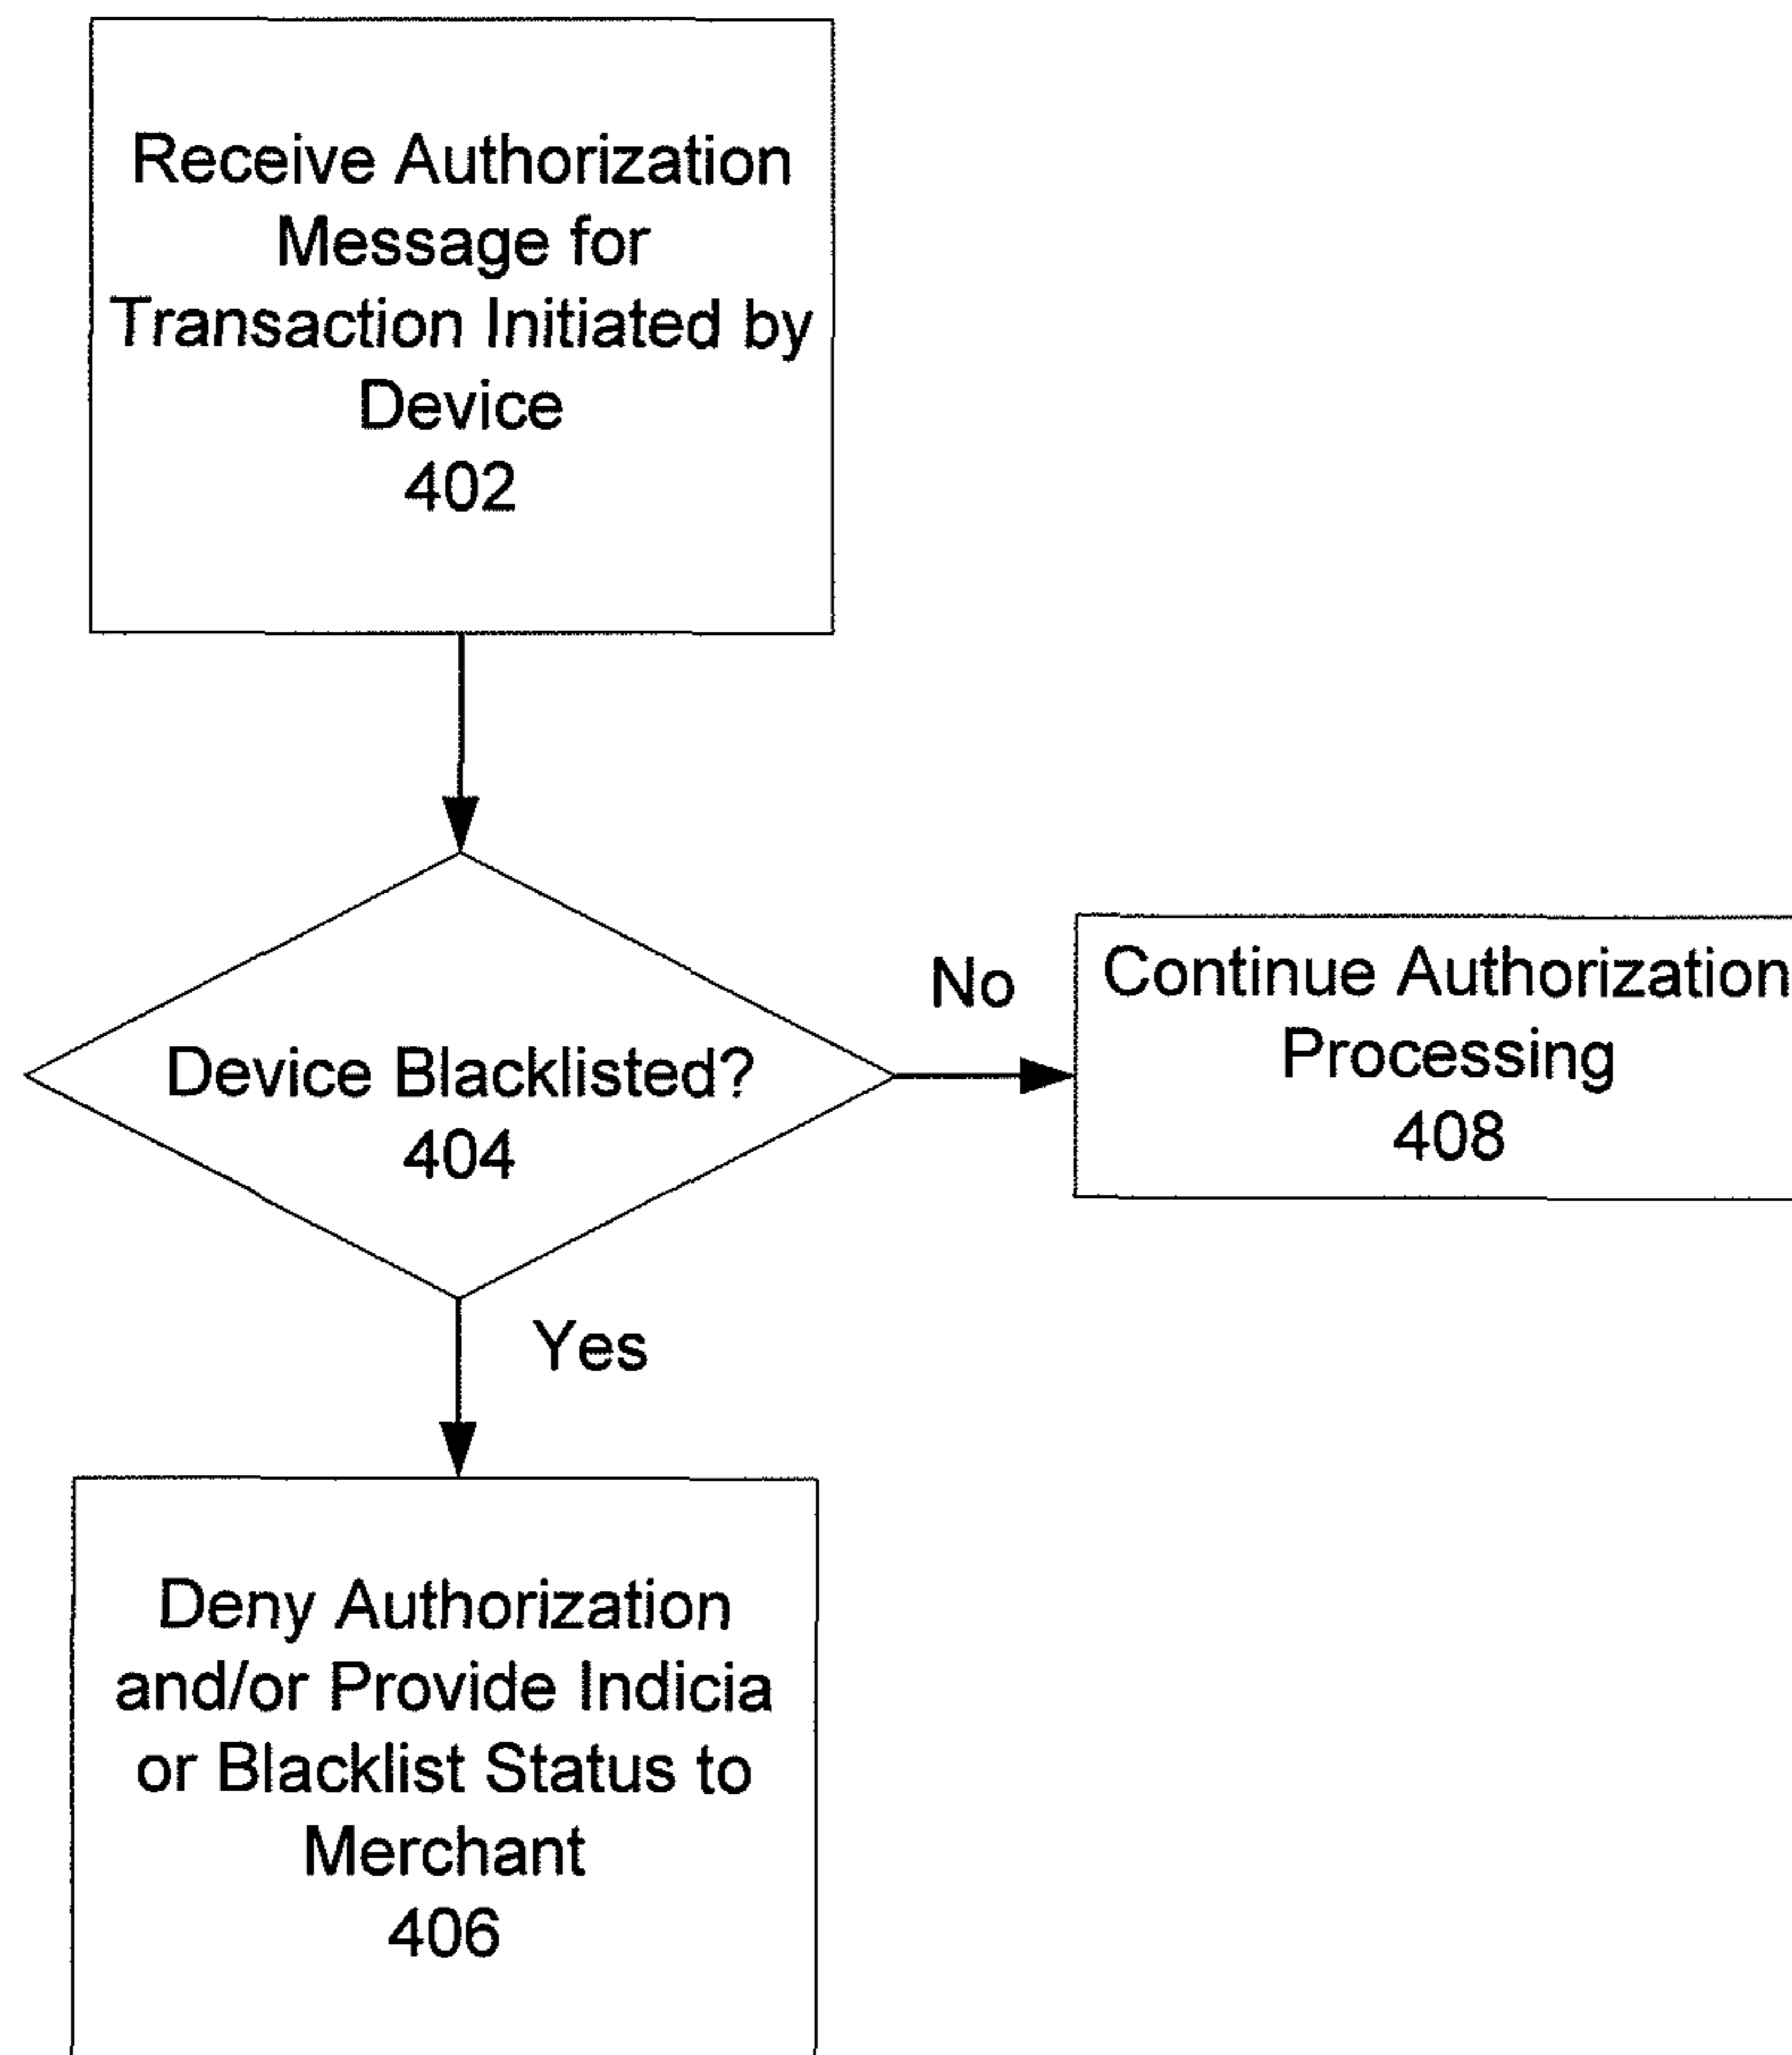 Receive Authorization
Message for
Transaction Initiated by
Device
402
Device Blacklisted?
404
No
Continue Authorization
Processing
408
Yes
Deny Authorization
and/or Provide Indicia
or Blacklist Status to
Merchant
406